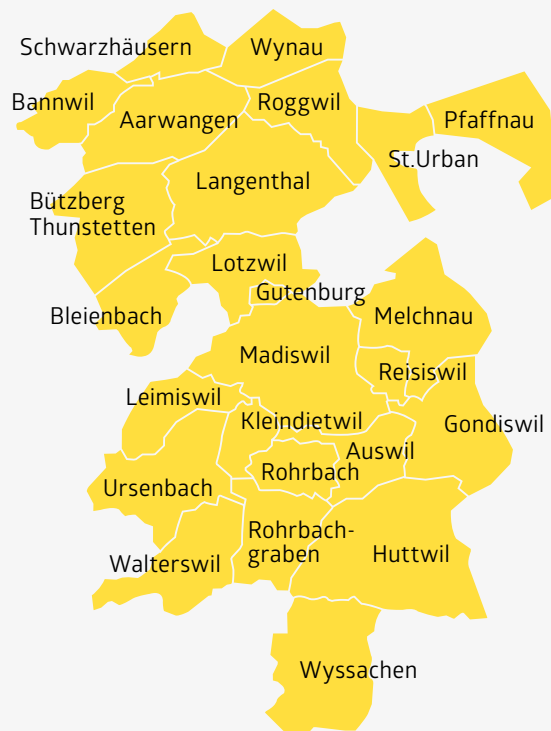 Schwarzhäusern
Wynau
Bannwil
Aarwangen
Roggwil
Pfaffnau
St.Urban
Langenthal
Bützberg
Thunstetten
Lotzwil
Gutenburg
Bleienbach
Melchnau
Madiswil
Reisiswil
Leimiswil
Kleindietwil
Gondiswil
Auswil
Rohrbach
Ursenbach
Rohrbach-
graben
Huttwil
Walterswil
Wyssachen